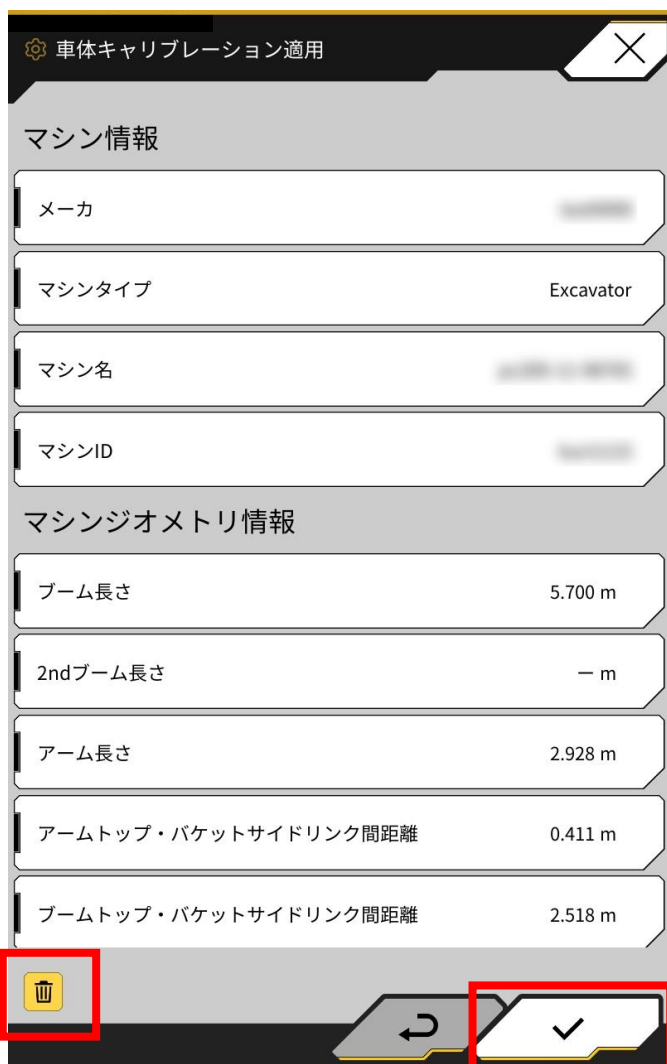 車体キャリブレーション適用
マシン情報
メーカ
マシンタイプ Excavator
マシン名
マシンID
マシンジオメトリ情報
ブーム長さ 5.700 m
2ndブーム長さ ー m
アーム長さ 2.928 m
アームトップ・バケットサイドリンク間距離 0.411 m
ブームトップ・バケットサイドリンク間距離 2.518 m